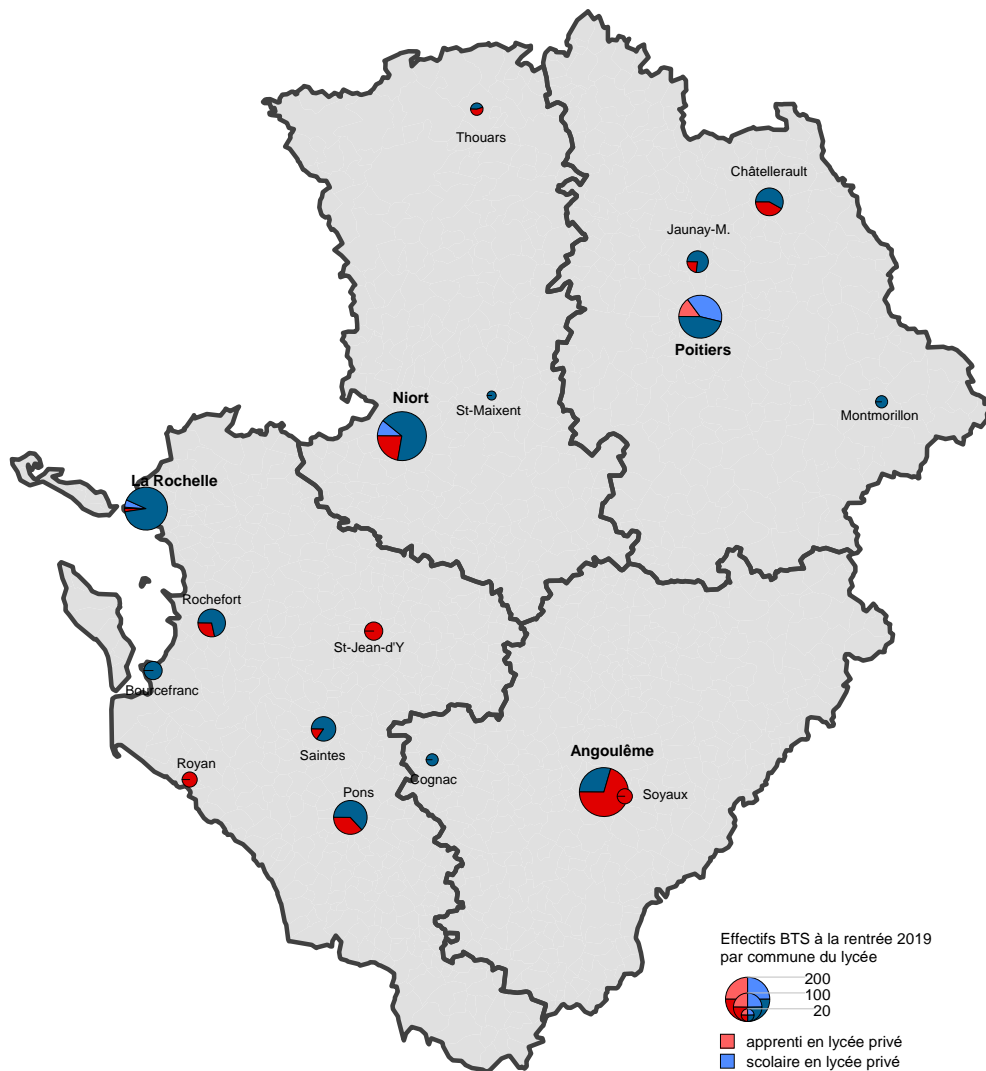 Thouars
Châtellerault
Jaunay-M.
Poitiers
Niort
St-Maixent
Montmorillon
La Rochelle
Rochefort
St-Jean-d'Y
Bourcefranc
Saintes
Royan
Cognac
Angoulême
Pons
Soyaux
Effectifs BTS à la rentrée 2019
par commune du lycée
200
100
20
apprenti en lycée privé
scolaire en lycée privé